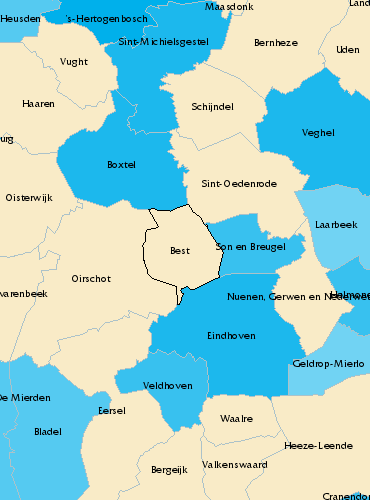 Maasdonk
Land
Heusden
's-Hertogenbosch
Sint-Michielsgestel
Bernheze
Uden
Vught
Haaren
Schijndel
Veghel
urg
Boxtel
Oisterwijk
Sint-Oedenrode
Laarbeek
Best
Son en Breugel
Oirschot
varenbeek
Nuenen, Gerwen en Nederwet
Helmond
Eindhoven
Geldrop-Mierlo
Veldhoven
De Mierden
Eersel
Waalre
Bladel
Heeze-Leende
Bergeijk
Valkenswaard
Cranendo